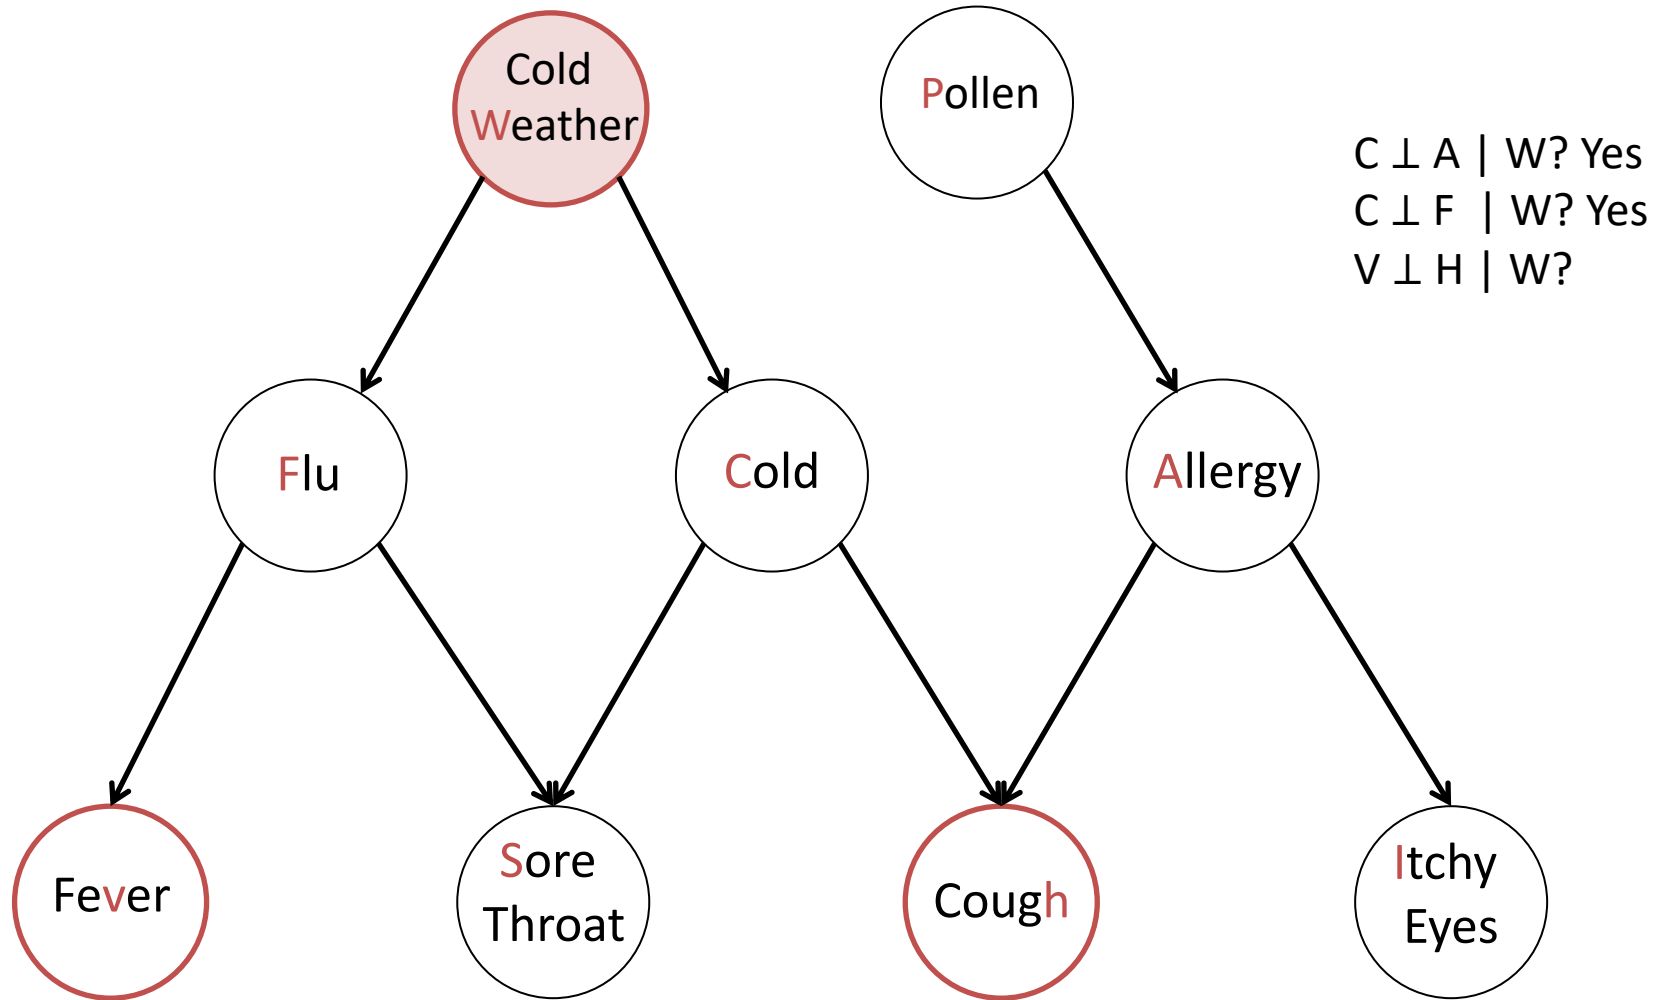 Cold
Weather
Pollen
C ⊥ A | W? Yes
C ⊥ F | W? Yes
V ⊥ H | W?
Flu
Cold
Allergy
Fever
Sore
Throat
Cough
Itchy
Eyes